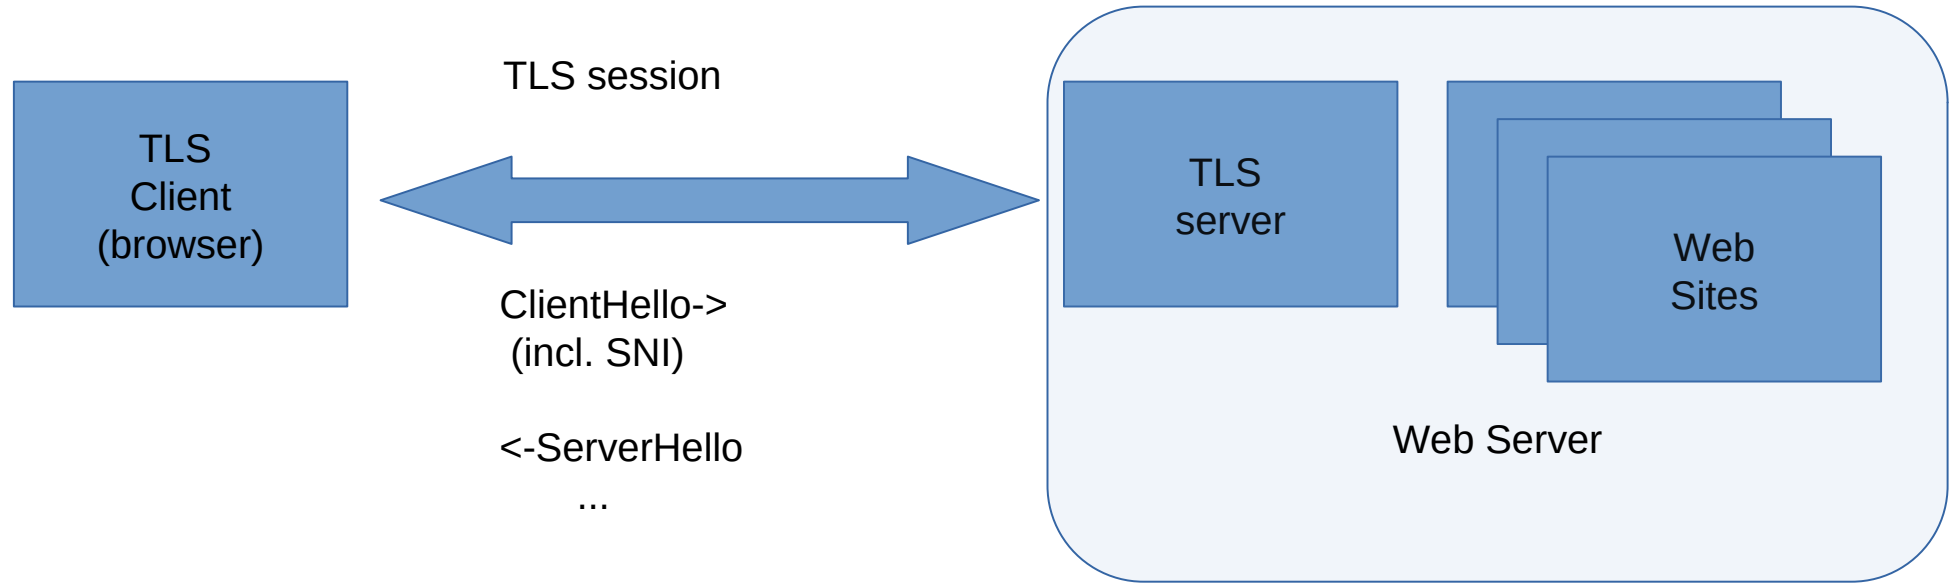 TLS
Client
(browser)
TLS session
ClientHello->
(incl. SNI)
<-ServerHello
...
TLS
server
Web
Sites
Web Server